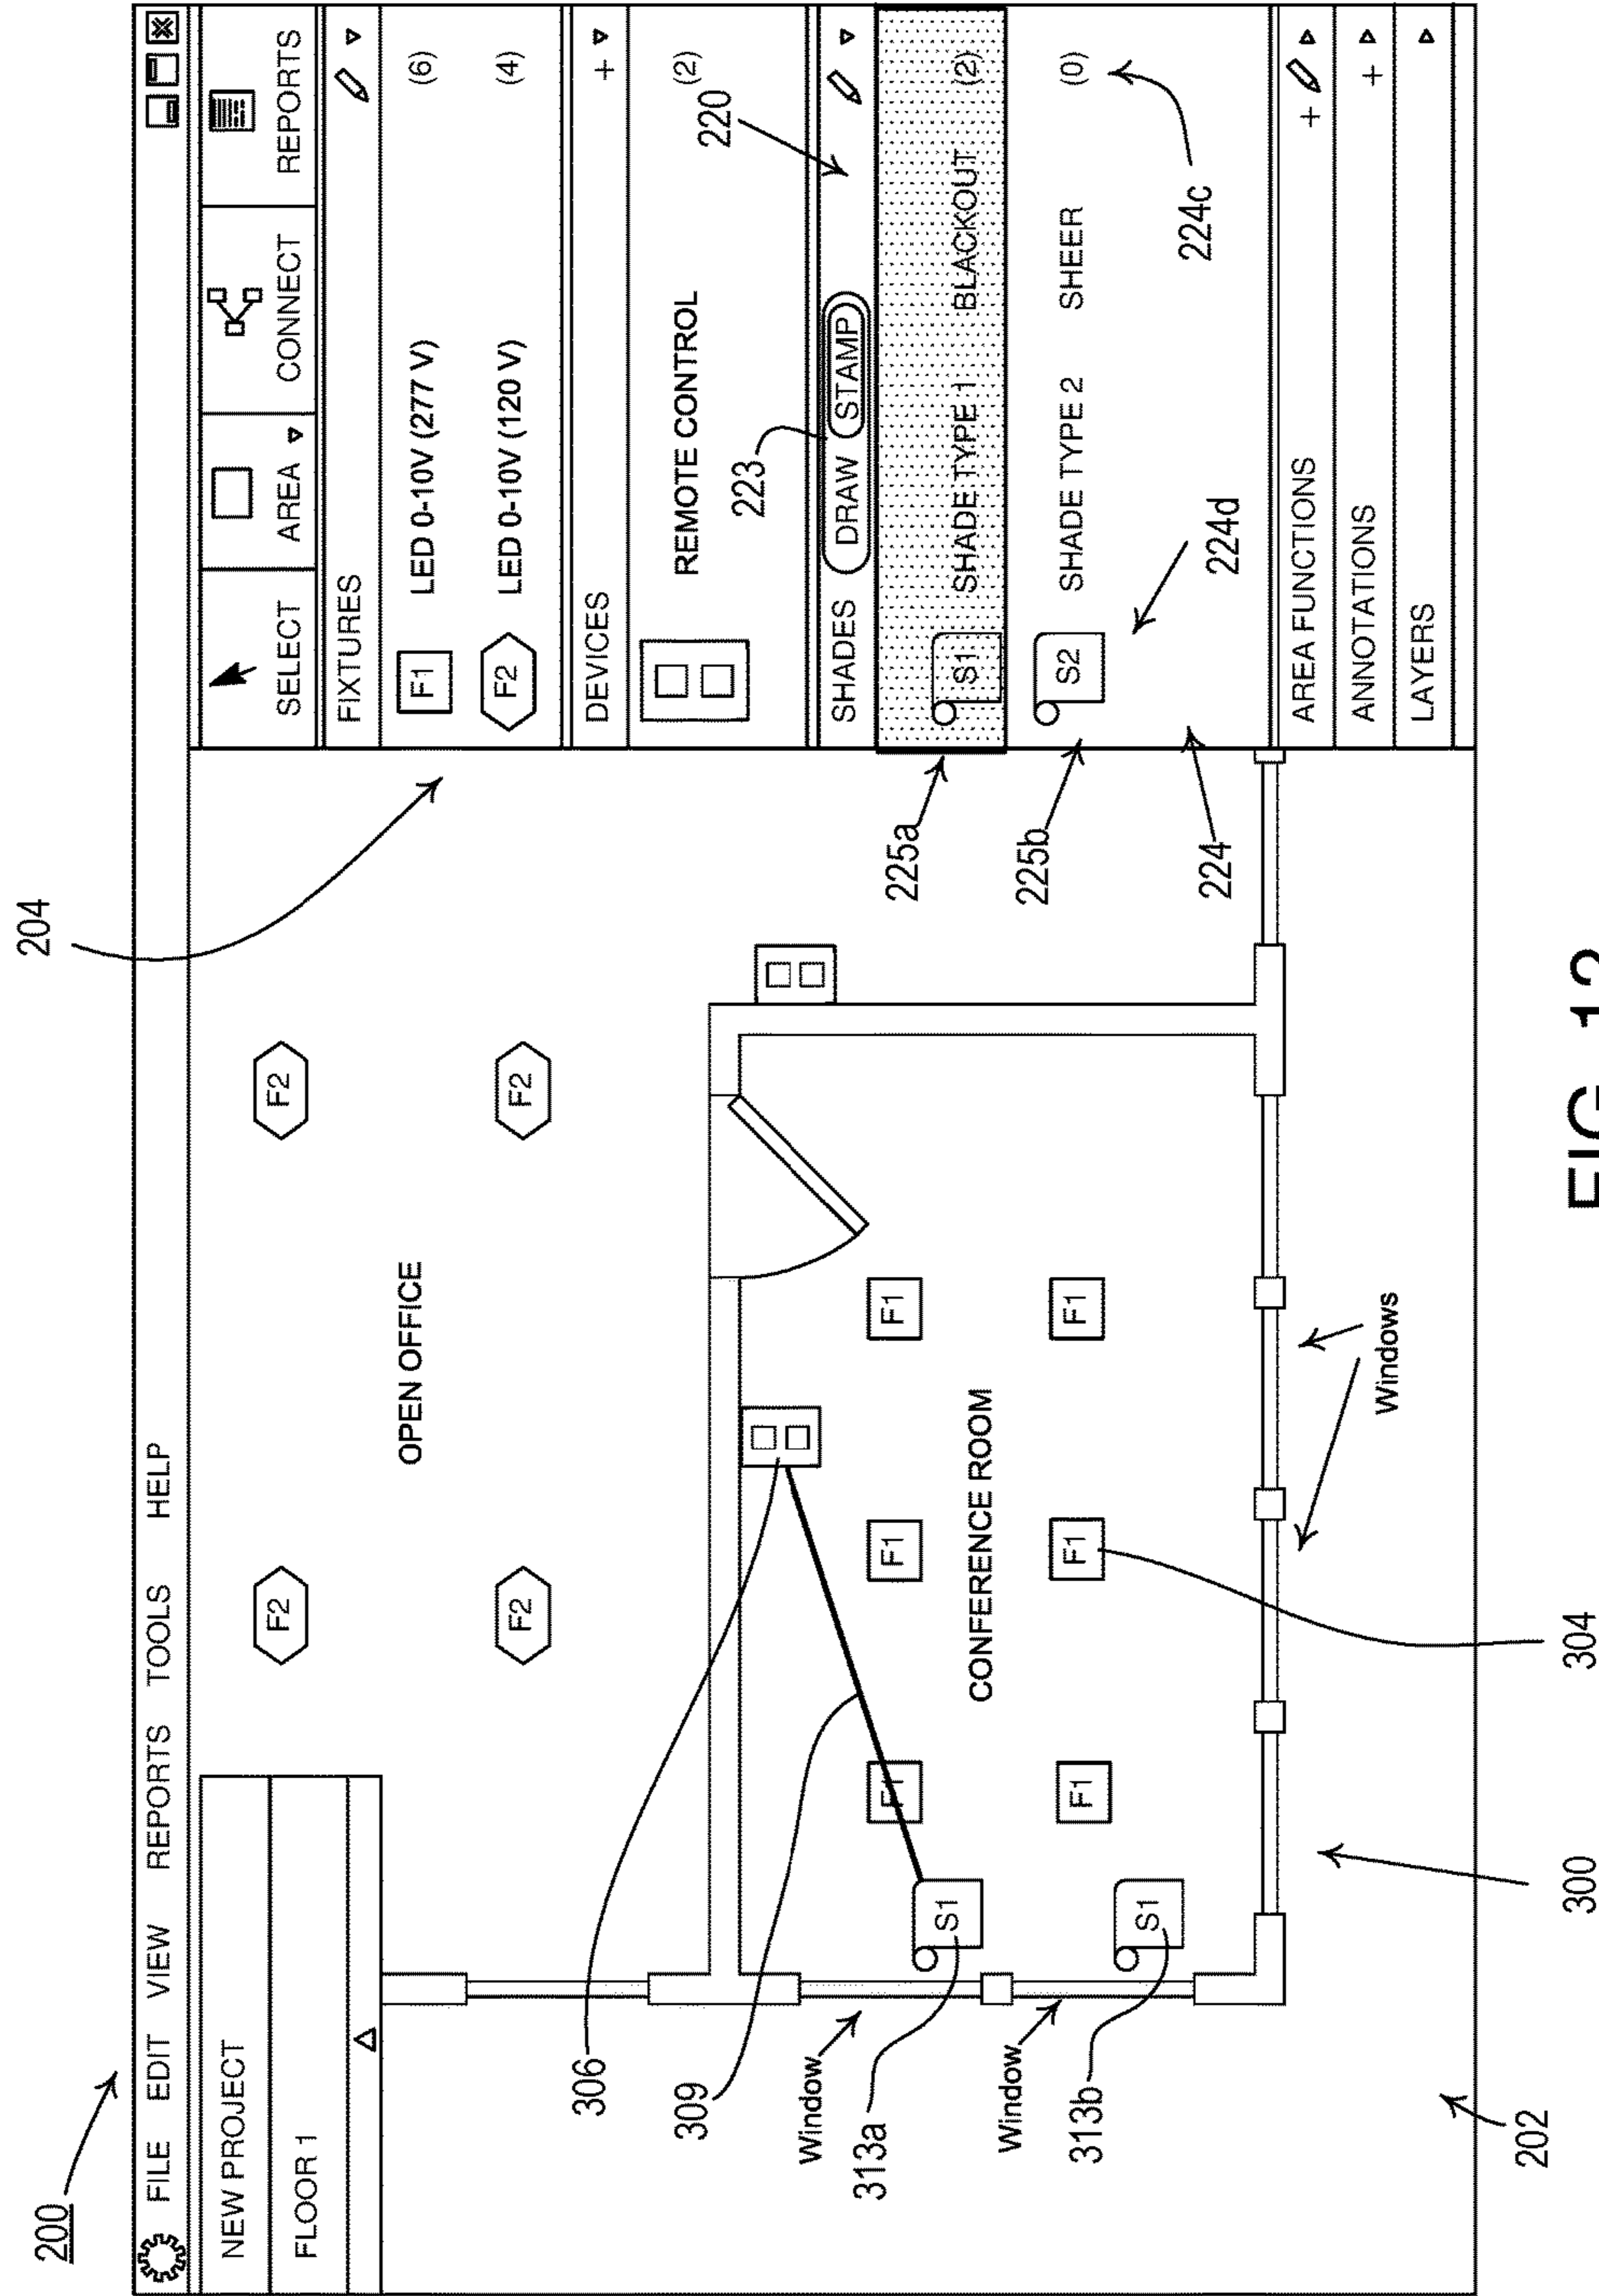 200
204
FILE EDIT VIEW REPORTS TOOLS HELP
NEW PROJECT
FLOOR 1
SELECT AREA CONNECT REPORTS
FIXTURES
F1 LED 0-10V (277 V) (6)
F2 LED 0-10V (120 V) (4)
DEVICES +
REMOTE CONTROL (2)
223
220
SHADES DRAW STAMP
S1 SHADE TYPE 1 BLACKOUT (2)
S2 SHADE TYPE 2 SHEER (0)
224d
224c
AREA FUNCTIONS +
ANNOTATIONS +
LAYERS
F2 F2
OPEN OFFICE
F2 F2
306
309
Window
313a
Window
313b
F1 F1 F1
S1
CONFERENCE ROOM
F1 F1 F1
S1
225a
225b
224
Windows
202
300
304